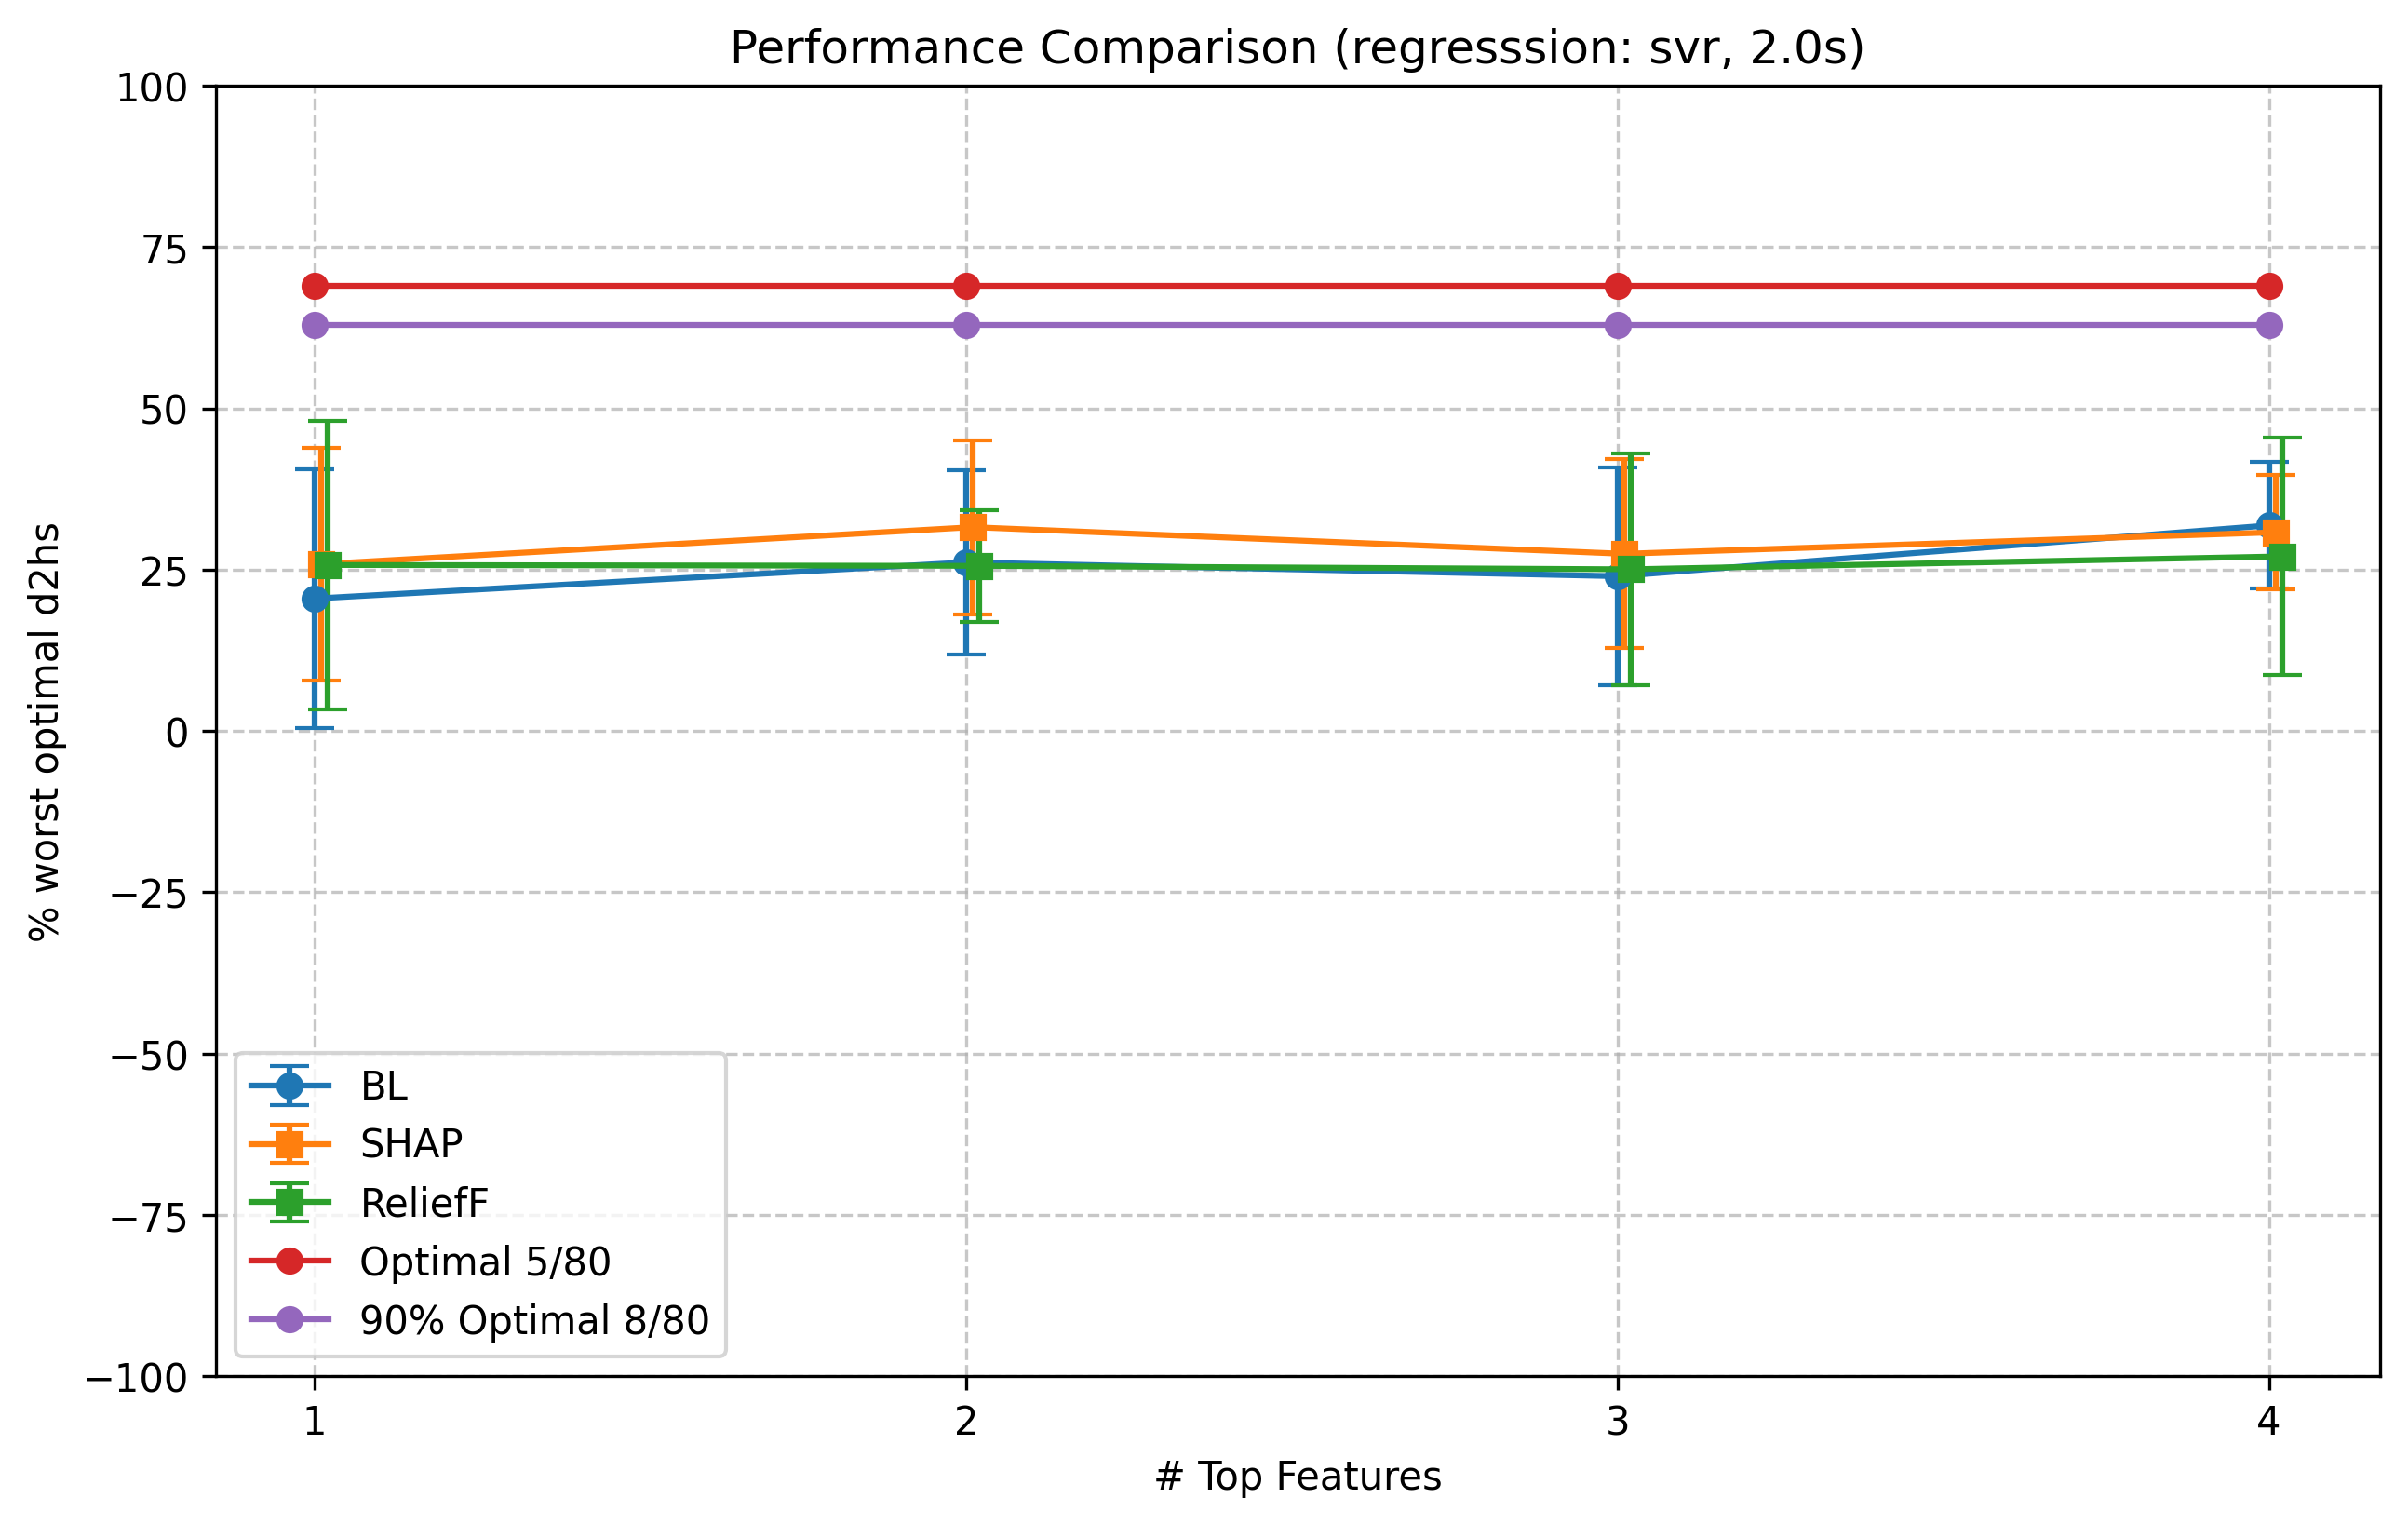 Performance Comparison (regresssion: svr, 2.0s)
100
75
50
25
0
−25
−50
−75
−100
% worst optimal d2hs
BL
SHAP
ReliefF
Optimal 5/80
90% Optimal 8/80
1
2
3
4
# Top Features